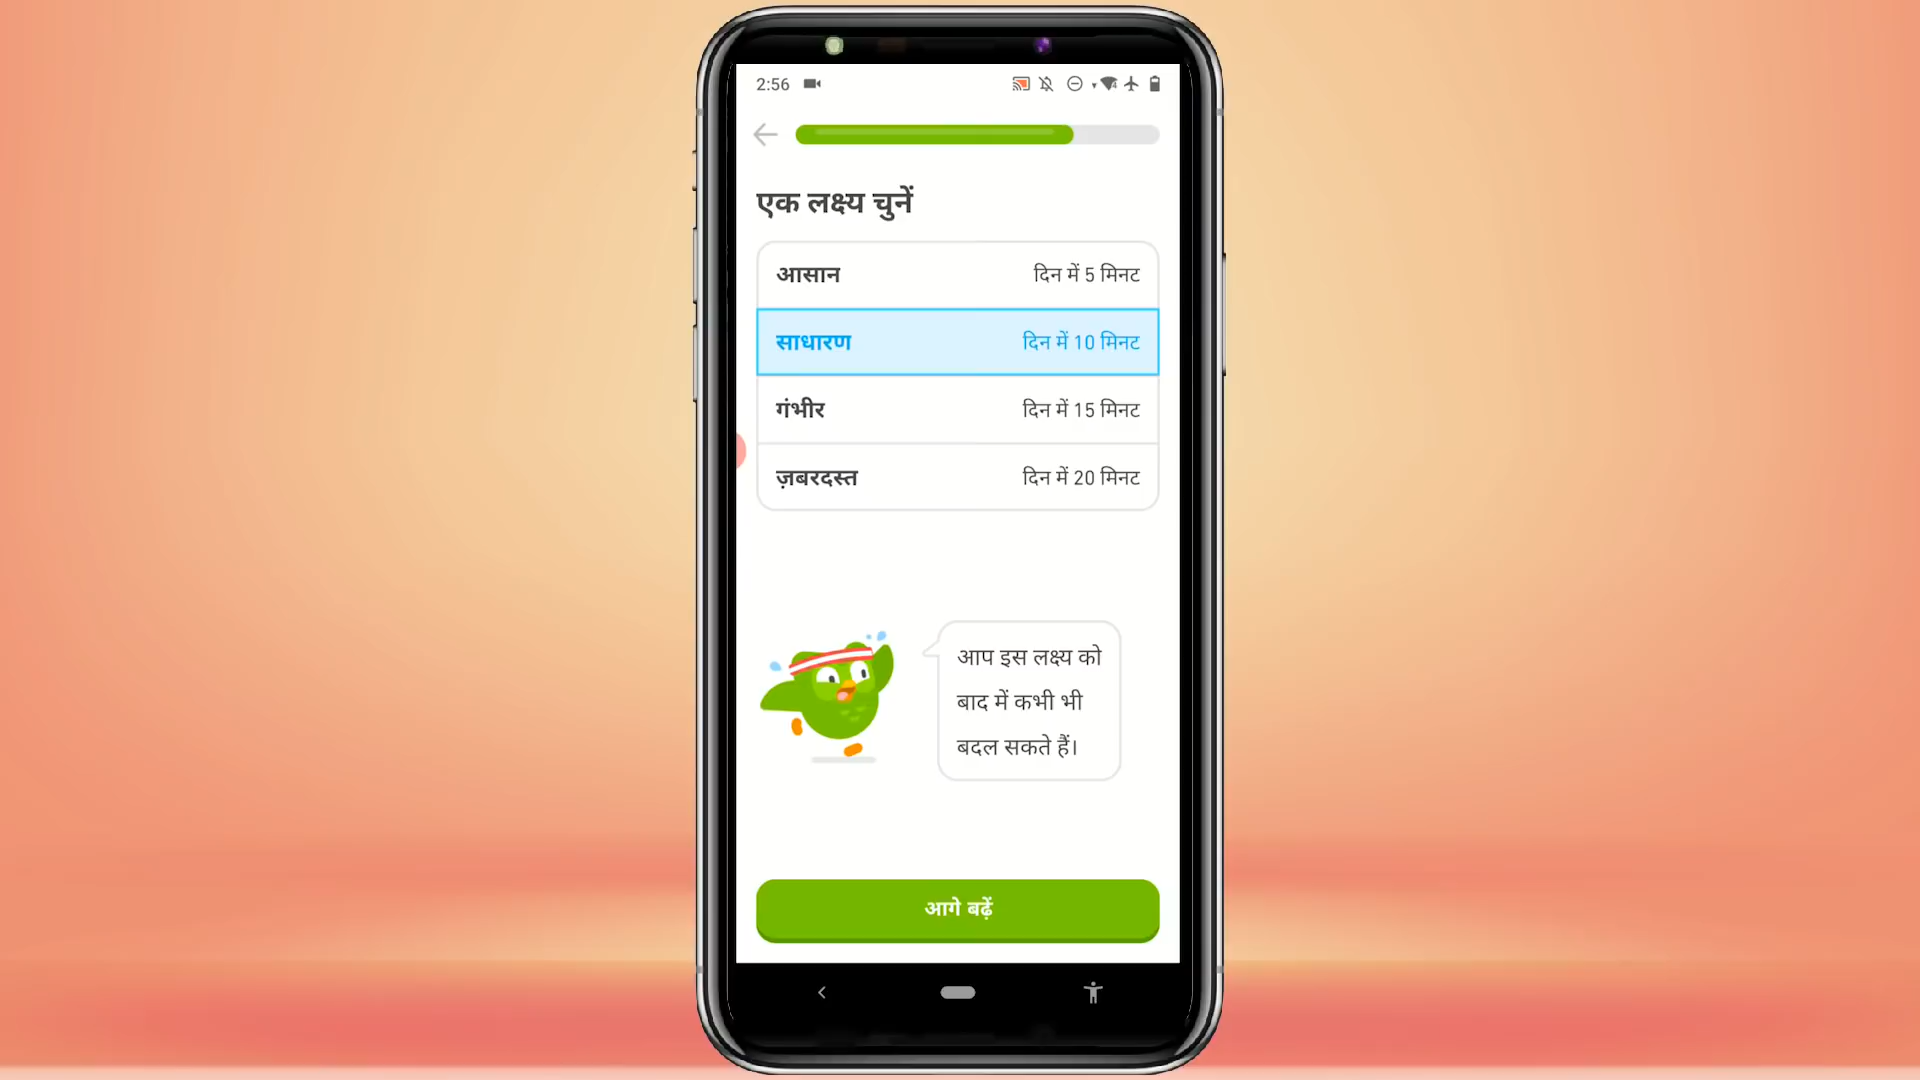 2:56
एक लक्ष्य चुनें
आसान दिन में 5 मिनट
साधारण दिन में 10 मिनट
गंभीर दिन में 15 मिनट
ज़बरदस्त दिन में 20 मिनट
आप इस लक्ष्य को
बाद में कभी भी
बदल सकते हैं।
आगे बढ़ें